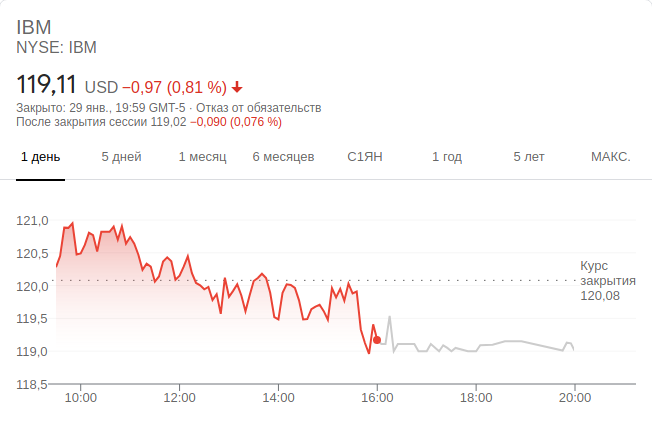 IBM
NYSE: IBM
119,11 USD −0,97 (0,81 %)
Закрыто: 29 янв., 19:59 GMT-5 · Отказ от обязательств
После закрытия сессии 119,02 −0,090 (0,076 %)
1 день 5 дней 1 месяц 6 месяцев С1ЯН 1 год 5 лет МАКС.
121,0
120,5
Курс
закрытия
120,0
120,08
119,5
119,0
118,5
10:00 12:00 14:00 16:00 18:00 20:00